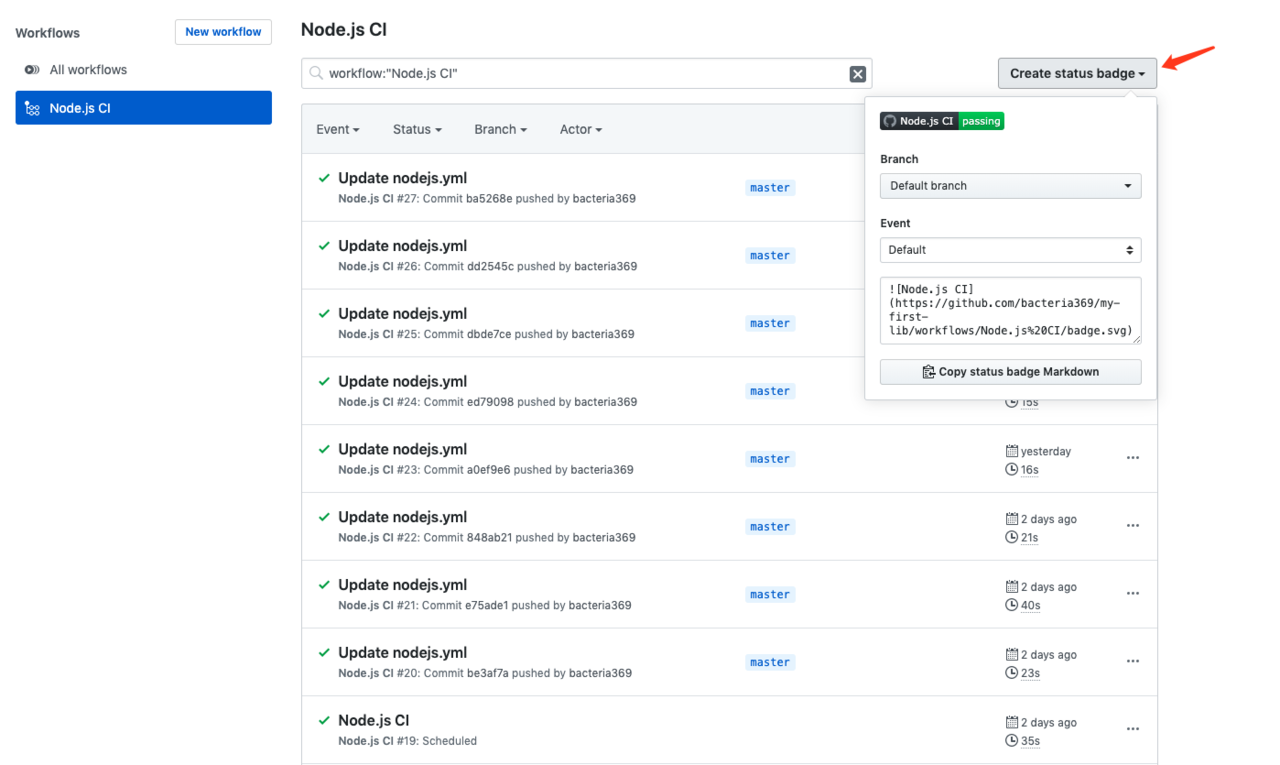 Workflows
New workflow
All workflows
Node.js CI
Node.js CI
workflow:"Node.js CI"
Create status badge
Event
Status
Branch
Actor
Node.js CI passing
Branch
Default branch
Event
Default
![Node.js CI]
(https://github.com/bacteria369/my-
first-
lib/workflows/Node.js%20CI/badge.svg)
Copy status badge Markdown
Update nodejs.yml
Node.js CI #27: Commit ba5268e pushed by bacteria369
master
Update nodejs.yml
Node.js CI #26: Commit dd2545c pushed by bacteria369
master
Update nodejs.yml
Node.js CI #25: Commit dbde7ce pushed by bacteria369
master
Update nodejs.yml
Node.js CI #24: Commit ed79098 pushed by bacteria369
master
15s
Update nodejs.yml
Node.js CI #23: Commit a0ef9e6 pushed by bacteria369
master
yesterday
16s
Update nodejs.yml
Node.js CI #22: Commit 848ab21 pushed by bacteria369
master
2 days ago
21s
Update nodejs.yml
Node.js CI #21: Commit e75ade1 pushed by bacteria369
master
2 days ago
40s
Update nodejs.yml
Node.js CI #20: Commit be3af7a pushed by bacteria369
master
2 days ago
23s
Node.js CI
Node.js CI #19: Scheduled
2 days ago
35s